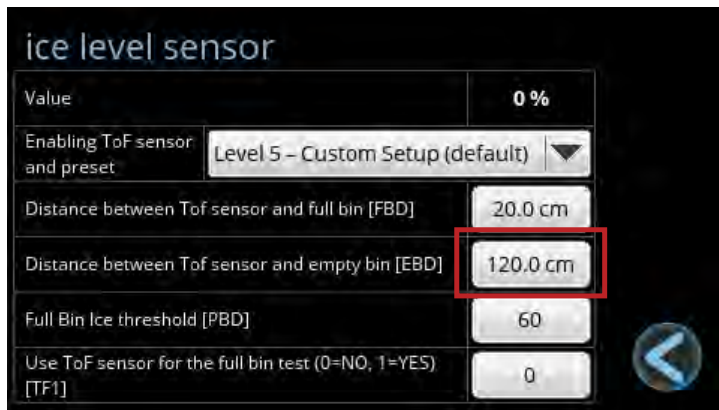 ice level sensor
Value 0 %
Enabling ToF sensor
and preset Level 5 – Custom Setup (default)
Distance between Tof sensor and full bin [FBD] 20.0 cm
Distance between Tof sensor and empty bin [EBD] 120.0 cm
Full Bin Ice threshold [PBD] 60
Use ToF sensor for the full bin test (0=NO, 1=YES)
[TF1] 0